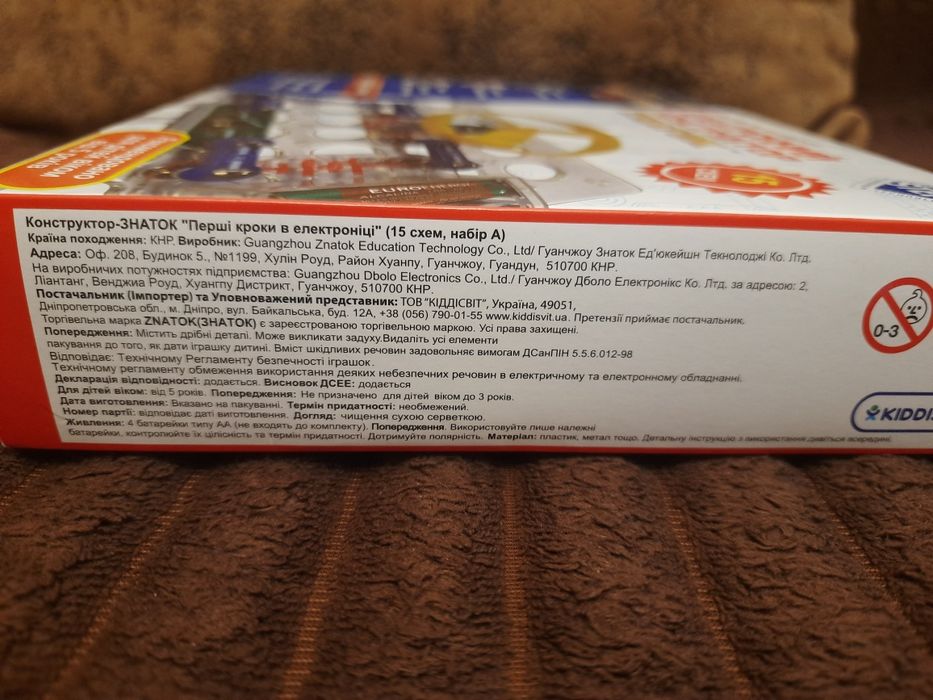 EUROENERGY
15
Конструктор-ЗНАТОК "Перші кроки в електроніці" (15 схем, набір А)
Країна походження: КНР. Виробник: Guangzhou Znatok Education Technology Co., Ltd/ Гуанчжоу Знаток Ед'юкейшн Текнолоджі Ко. Лтд.
Адреса: Оф. 208, Будинок 5., №1199, Хулін Роуд, Район Хуанпу, Гуанчжоу, Гуандун, 510700 КНР.
На виробничих потужностях підприємства: Guangzhou Dbolo Electronics Co., Ltd./ Гуанчжоу Дболо Електронікс Ко. Лтд. за адресою: 2,
Ліантанг, Венджиа Роуд, Хуангпу Дистрикт, Гуанчжоу, 510700 КНР.
Постачальник (Імпортер) та Уповноважений представник: ТОВ "КІДДІСВІТ", Україна, 49051,
Дніпропетровська обл., м. Дніпро, вул. Байкальська, буд. 12А, +38 (056) 790-01-55 www.kiddisvit.ua. Претензії приймає постачальник.
Торгівельна марка ZNATOK(ЗНАТОК) є зареєстрованою торгівельною маркою. Усі права захищені.
Попередження: Містить дрібні деталі. Може викликати задуху.Видаліть усі елементи
пакування до того, як дати іграшку дитині. Вміст шкідливих речовин задовольняє вимогам ДСанПІН 5.5.6.012-98
Відповідає: Технічному Регламенту безпечності іграшок.
Технічному регламенту обмеження використання деяких небезпечних речовин в електричному та електронному обладнанні.
Декларація відповідності: додається. Висновок ДСЕЕ: додається
Для дітей віком: від 5 років. Попередження: Не призначено для дітей віком до 3 років.
Дата виготовлення: Вказано на пакуванні. Термін придатності: необмежений.
Номер партії: відповідає даті виготовлення. Догляд: чищення сухою серветкою.
Живлення: 4 батарейки типу АА (не входять до комплекту). Попередження. Використовуйте лише належні
батарейки, контролюйте їх цілісність та термін придатності. Дотримуйте полярність. Матеріал: пластик, метал тощо. Детальну інструкцію з використання дивіться всередині.
0-3
KIDDIS